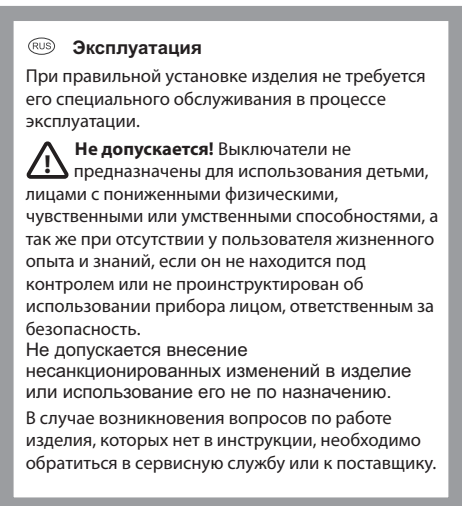 RUS Эксплуатация
При правильной установке изделия не требуется
его специального обслуживания в процессе
эксплуатации.
Не допускается! Выключатели не
предназначены для использования детьми,
лицами с пониженными физическими,
чувственными или умственными способностями, а
так же при отсутствии у пользователя жизненного
опыта и знаний, если он не находится под
контролем или не проинструктирован об
использовании прибора лицом, ответственным за
безопасность.
Не допускается внесение
несанкционированных изменений в изделие
или использование его не по назначению.
В случае возникновения вопросов по работе
изделия, которых нет в инструкции, необходимо
обратиться в сервисную службу или к поставщику.